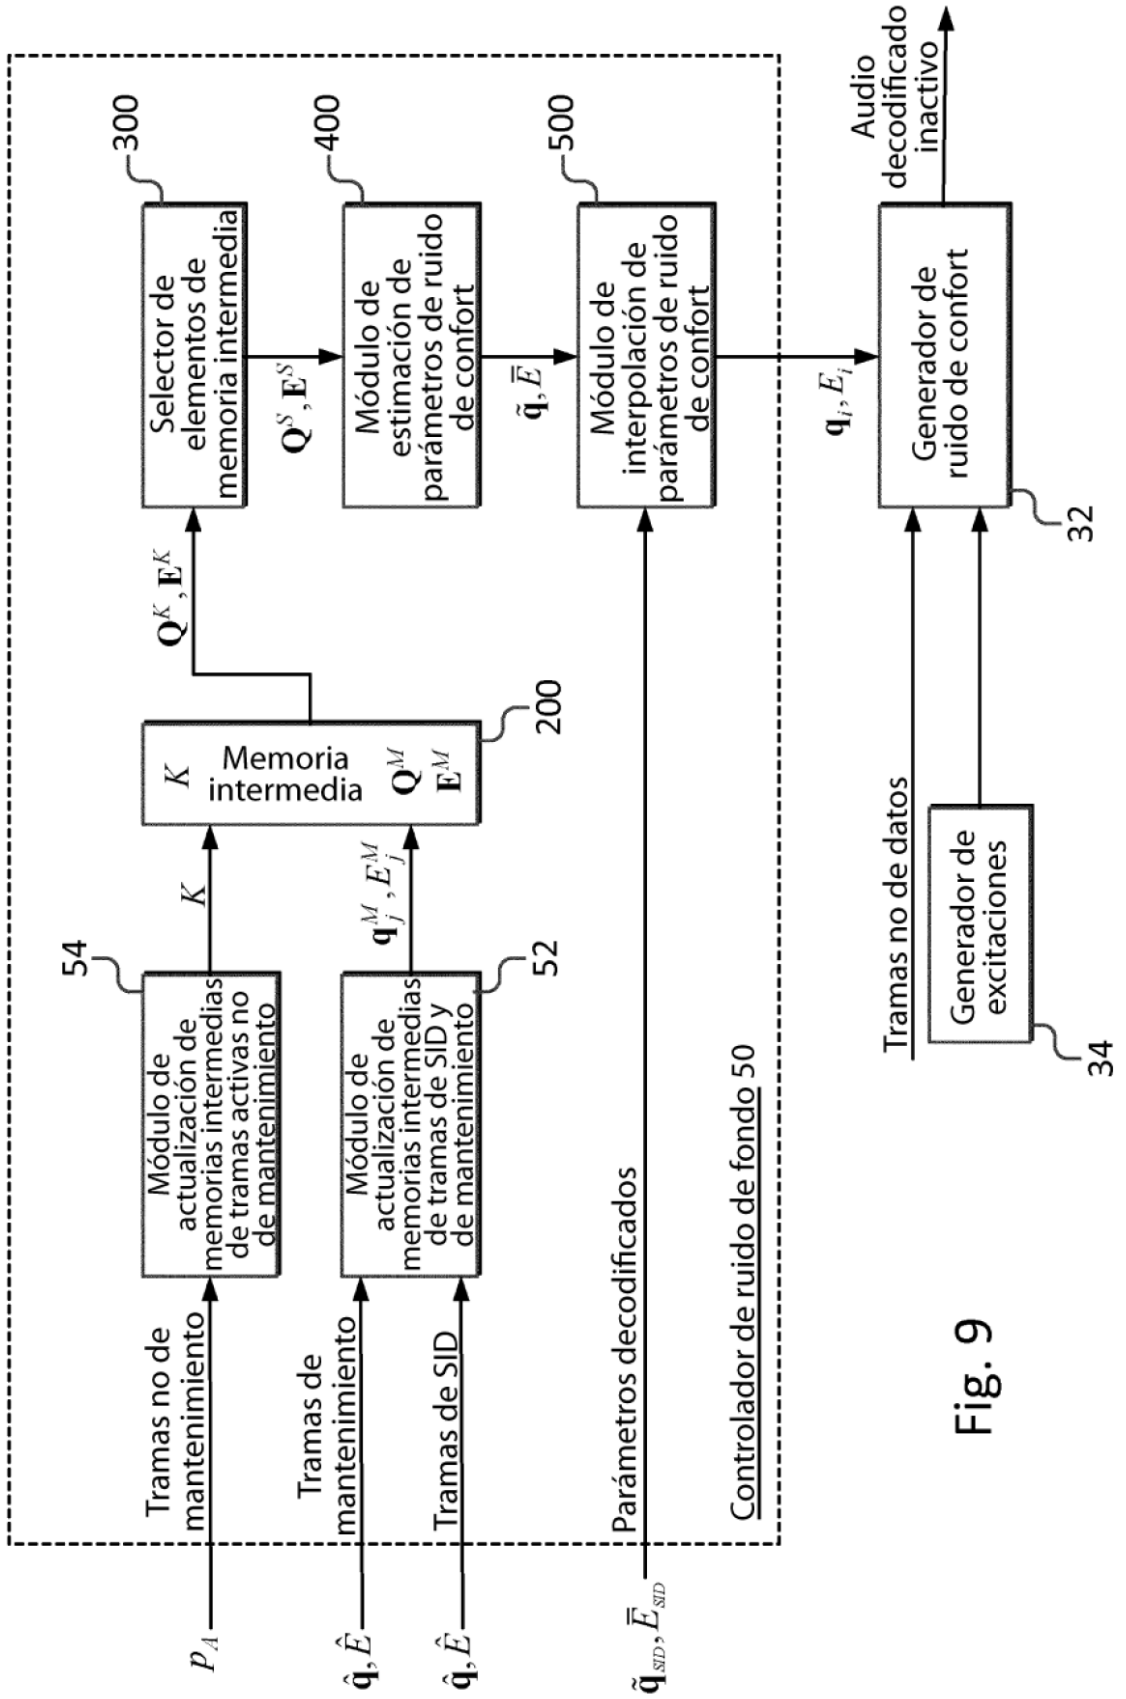 p_A
Tramas no de
mantenimiento
54
Módulo de
actualización de
memorias intermedias
de tramas activas no
de mantenimiento
K
q̂, Ê
Tramas de
mantenimiento
q̂, Ê
Tramas de SID
52
Módulo de
actualización de
memorias intermedias
de tramas de SID y
de mantenimiento
q_j^M, E_j^M
200
K
Memoria
intermedia
Q^M
E^M
Q^K, E^K
300
Selector de
elementos de
memoria intermedia
Q^S, E^S
400
Módulo de
estimación de
parámetros de ruido
de confort
q̃, E̅
500
Módulo de
interpolación de
parámetros de ruido
de confort
q̃_SID, E̿_SID
Parámetros decodificados
Controlador de ruido de fondo 50
q_i, E_i
Tramas no de datos
Generador de
excitaciones
34
Generador de
ruido de confort
32
Audio
decodificado
inactivo
Fig. 9